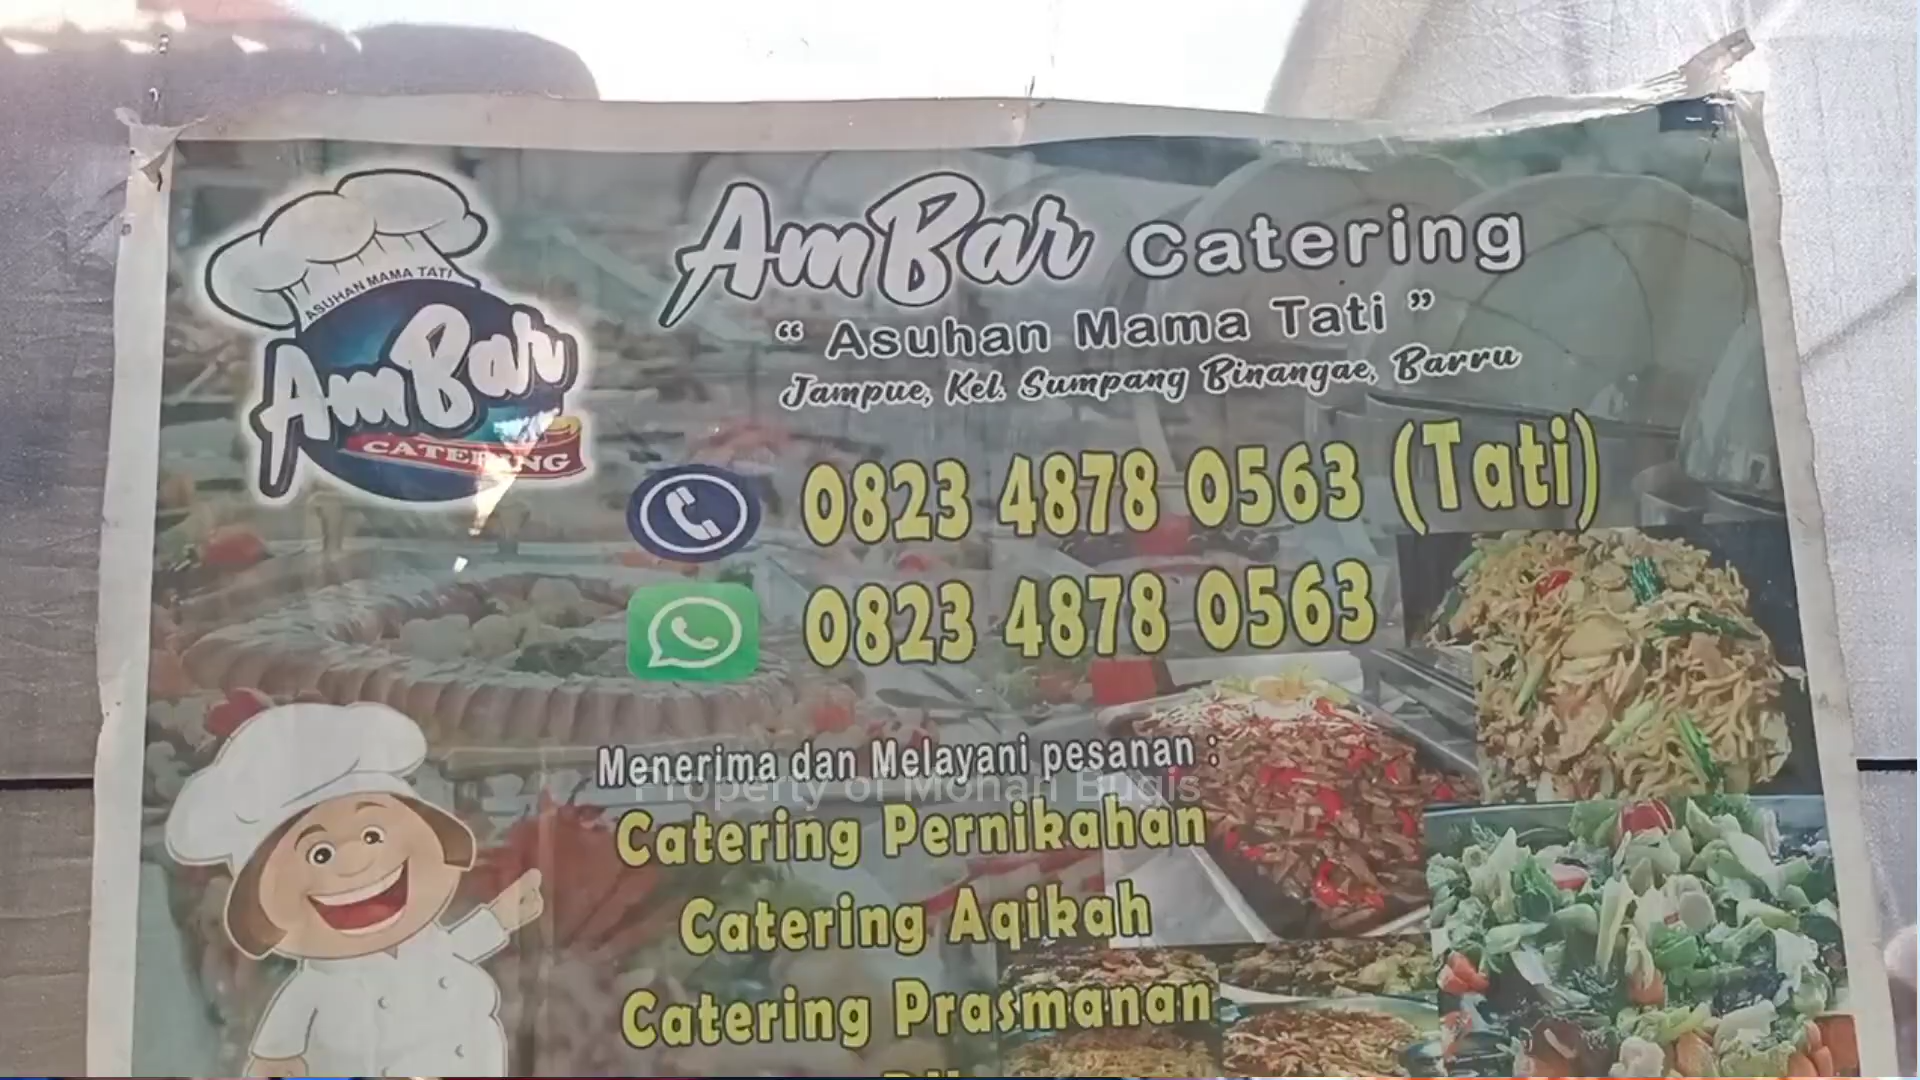 ASUHAN MAMA TATI
AmBar
CATERING
AmBar Catering
“ Asuhan Mama Tati ”
Jampue, Kel. Sumpang Binangae, Barru
0823 4878 0563 (Tati)
0823 4878 0563
Menerima dan Melayani pesanan :
Property of Mohan Bugis
Catering Pernikahan
Catering Aqikah
Catering Prasmanan